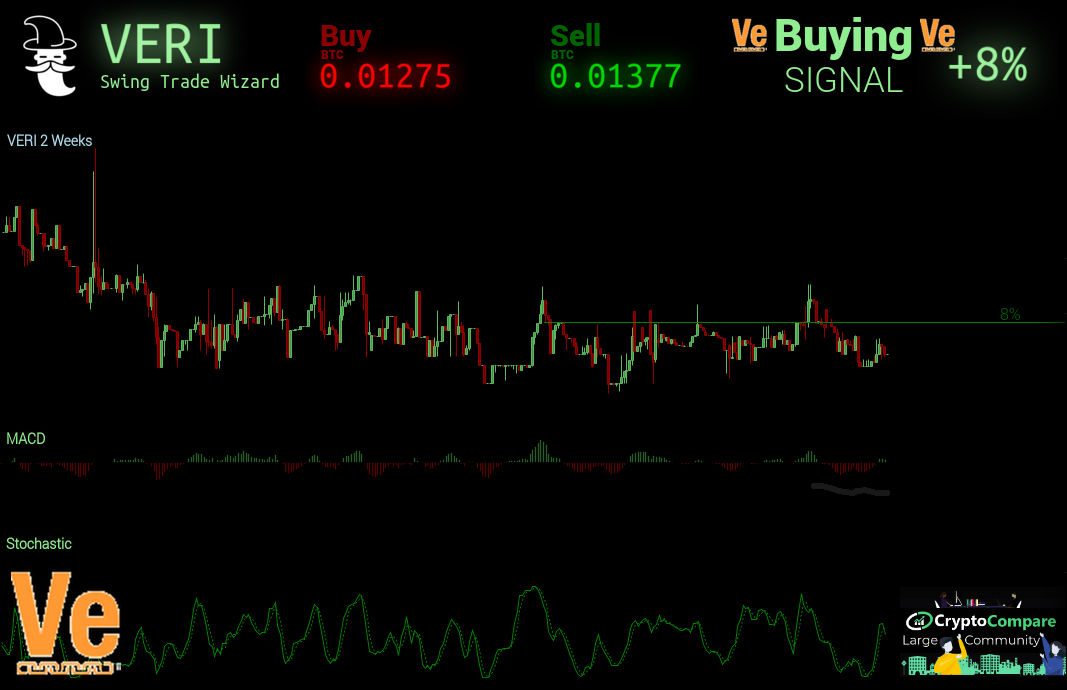 VERI
Swing Trade Wizard
Buy
BTC
0.01275
Sell
BTC
0.01377
Ve Buying Ve
SIGNAL
+8%
VERI 2 Weeks
8%
MACD
Stochastic
Ve
CryptoCompare
Large Community